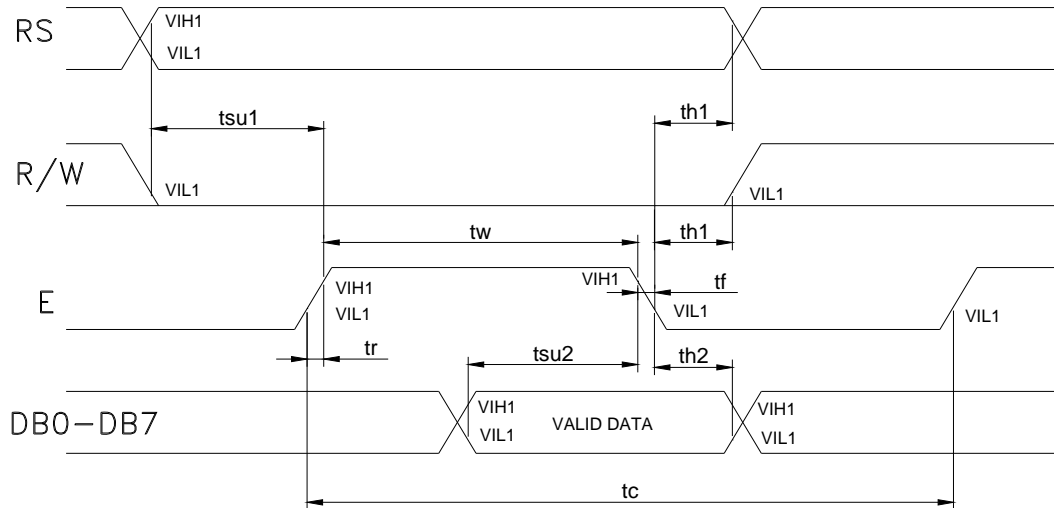 RS
VIH1
VIL1
tsu1
th1
R/W
VIL1
VIL1
tw
th1
E
VIH1
VIL1
VIH1
tf
VIL1
VIL1
tr
tsu2
th2
DB0-DB7
VIH1
VIL1
VALID DATA
VIH1
VIL1
tc